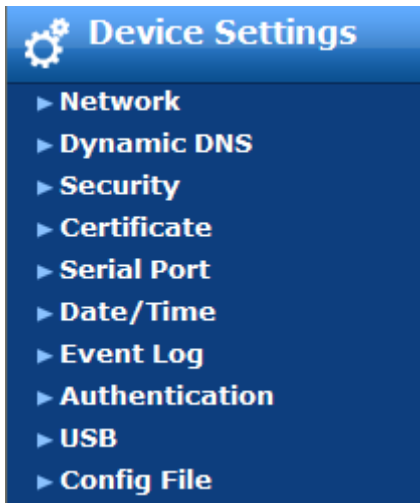 Device Settings
Network
Dynamic DNS
Security
Certificate
Serial Port
Date/Time
Event Log
Authentication
USB
Config File